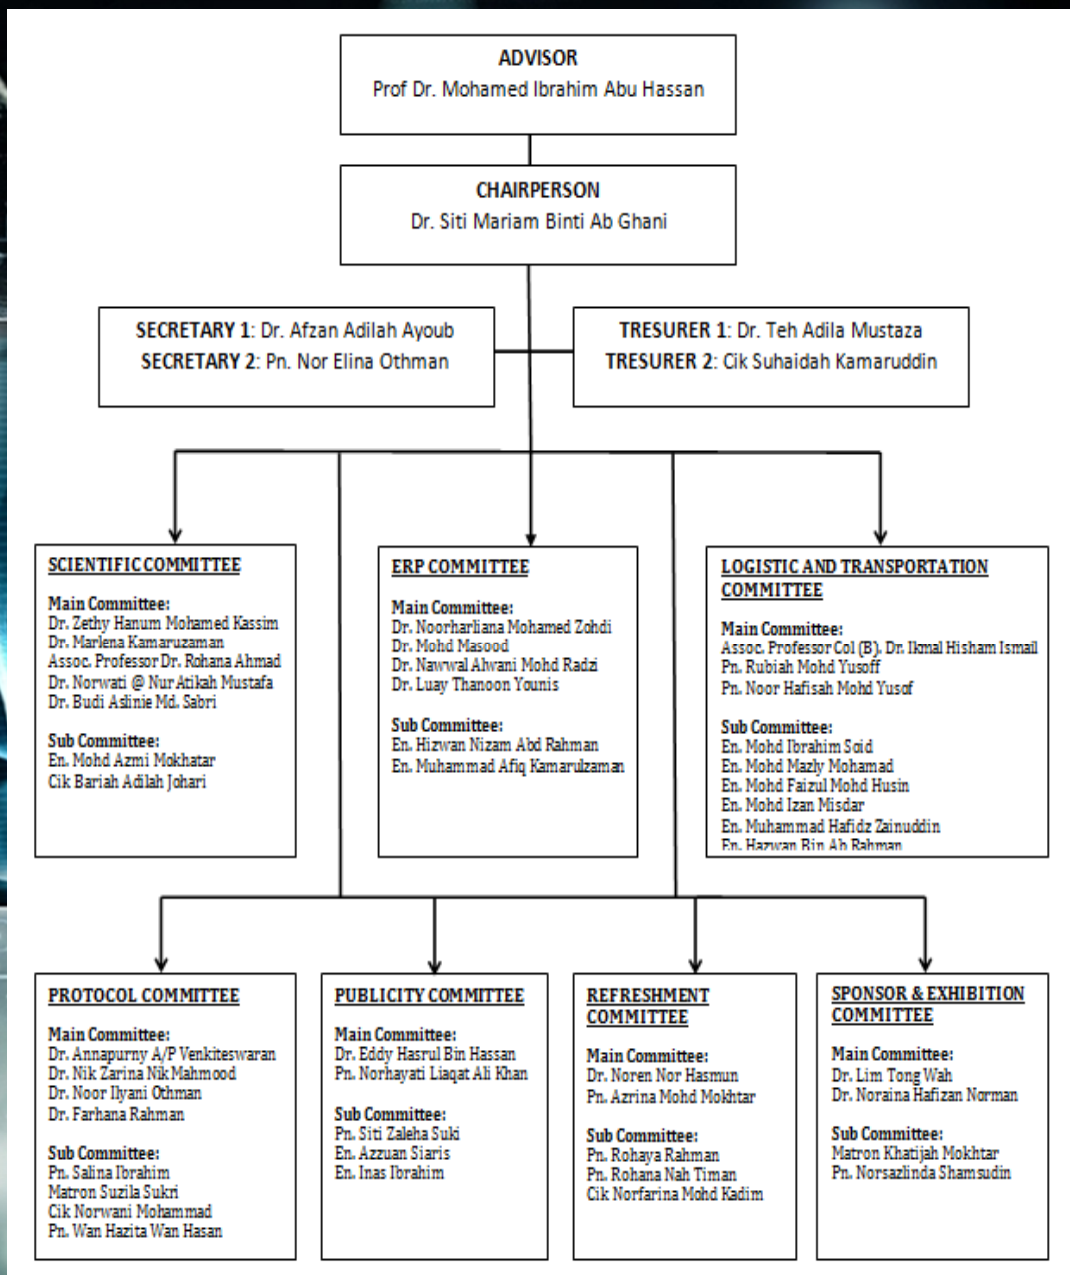 ADVISOR
Prof Dr. Mohamed Ibrahim Abu Hassan
CHAIRPERSON
Dr. Siti Mariam Binti Ab Ghani
SECRETARY 1: Dr. Afzan Adilah Ayoub
SECRETARY 2: Pn. Nor Elina Othman
TRESURER 1: Dr. Teh Adila Mustaza
TRESURER 2: Cik Suhaidah Kamaruddin
SCIENTIFIC COMMITTEE
Main Committee:
Dr. Zethy Hanum Mohamed Kassim
Dr. Marlena Kamaruzaman
Assoc. Professor Dr. Rohana Ahmad
Dr. Norwati @ Nur Atikah Mustafa
Dr. Budi Aslinie Md. Sabri
Sub Committee:
En. Mohd Azmi Mokhatar
Cik Bariah Adilah Johari
ERP COMMITTEE
Main Committee:
Dr. Noorharliana Mohamed Zohdi
Dr. Mohd Masood
Dr. Nawwal Alwani Mohd Radzi
Dr. Luay Thanoon Younis
Sub Committee:
En. Hizwan Nizam Abd Rahman
En. Muhammad Afiq Kamarulzaman
LOGISTIC AND TRANSPORTATION
COMMITTEE
Main Committee:
Assoc. Professor Col (B). Dr. Ikmal Hisham Ismail
Pn. Rubiah Mohd Yusoff
Pn. Noor Hafisah Mohd Yusof
Sub Committee:
En. Mohd Ibrahim Soid
En. Mohd Mazly Mohamad
En. Mohd Faizul Mohd Husin
En. Mohd Izan Misdar
En. Muhammad Hafidz Zainuddin
En. Hazwan Bin Ab Rahman
PROTOCOL COMMITTEE
Main Committee:
Dr. Annapurny A/P Venkiteswaran
Dr. Nik Zarina Nik Mahmood
Dr. Noor Ilyani Othman
Dr. Farhana Rahman
Sub Committee:
Pn. Salina Ibrahim
Matron Suzila Sukri
Cik Norwani Mohammad
Pn. Wan Hazita Wan Hasan
PUBLICITY COMMITTEE
Main Committee:
Dr. Eddy Hasrul Bin Hassan
Pn. Norhayati Liaqat Ali Khan
Sub Committee:
Pn. Siti Zaleha Suki
En. Azzuan Siaris
En. Inas Ibrahim
REFRESHMENT
COMMITTEE
Main Committee:
Dr. Noren Nor Hasmun
Pn. Azrina Mohd Mokhtar
Sub Committee:
Pn. Rohaya Rahman
Pn. Rohana Nah Timan
Cik Norfarina Mohd Kadim
SPONSOR & EXHIBITION
COMMITTEE
Main Committee:
Dr. Lim Tong Wah
Dr. Noraina Hafizan Norman
Sub Committee:
Matron Khatijah Mokhtar
Pn. Norsazlinda Shamsudin